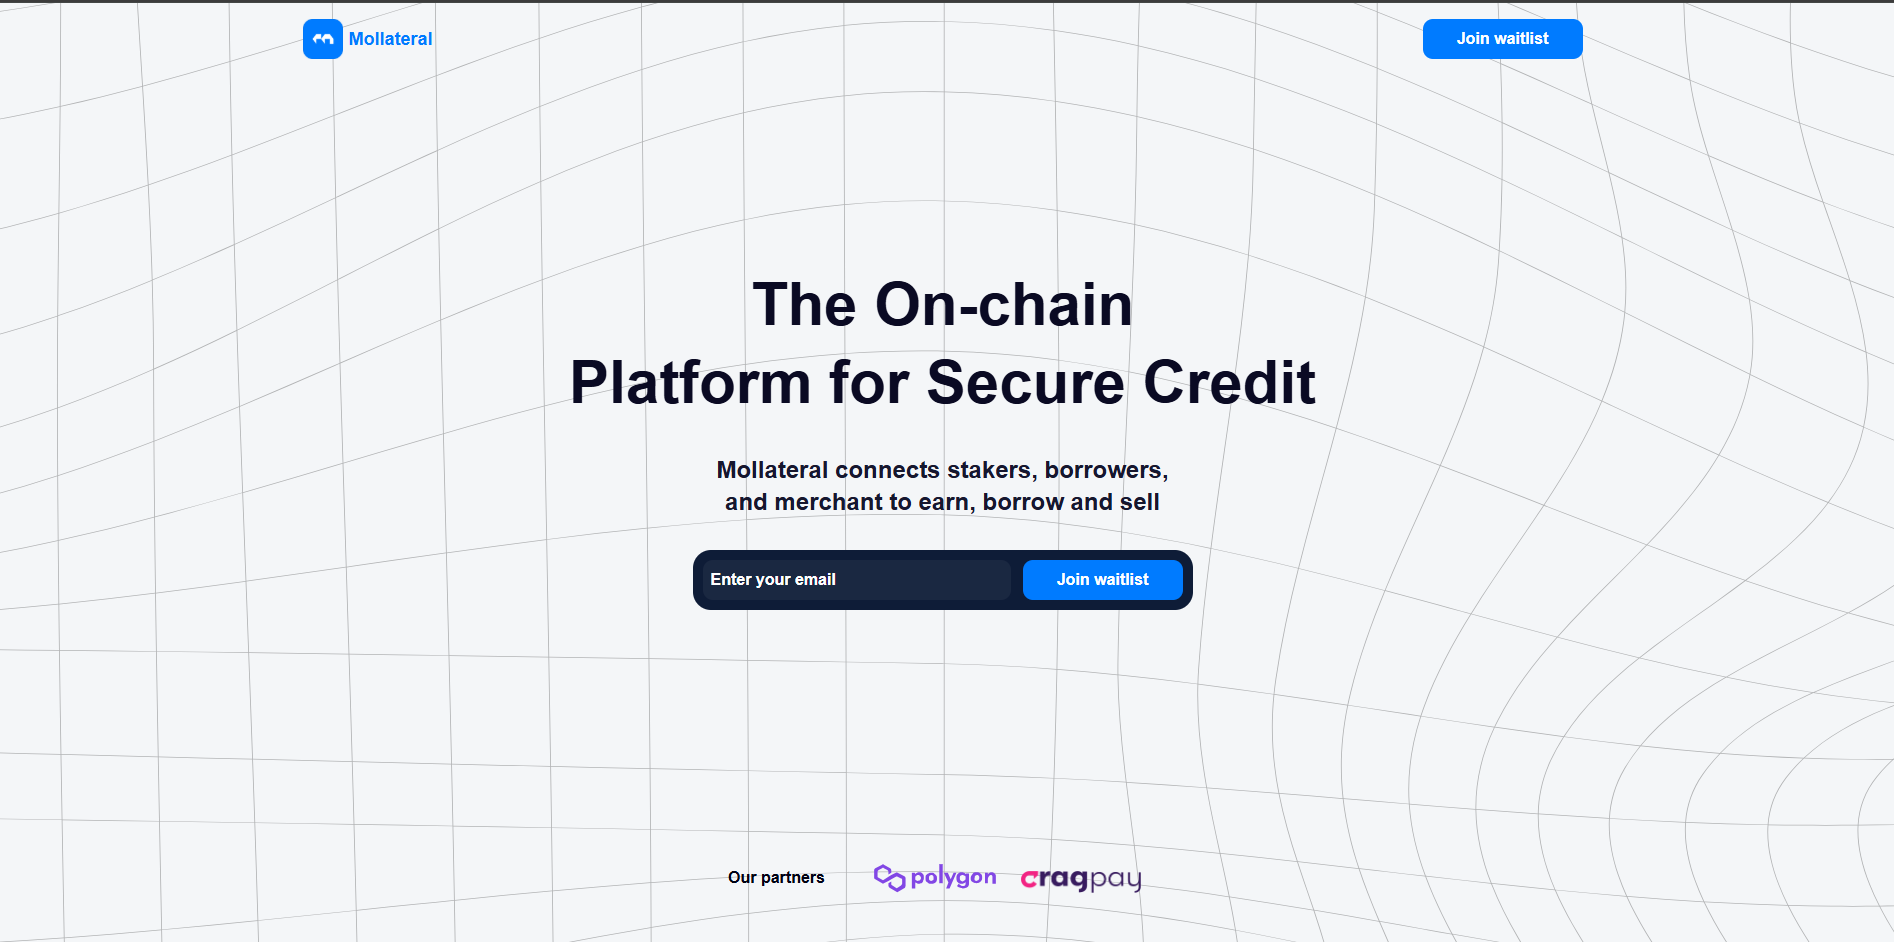 Mollateral
Join waitlist
The On-chain
Platform for Secure Credit
Mollateral connects stakers, borrowers,
and merchant to earn, borrow and sell
Enter your email
Join waitlist
Our partners
polygon
cragpay